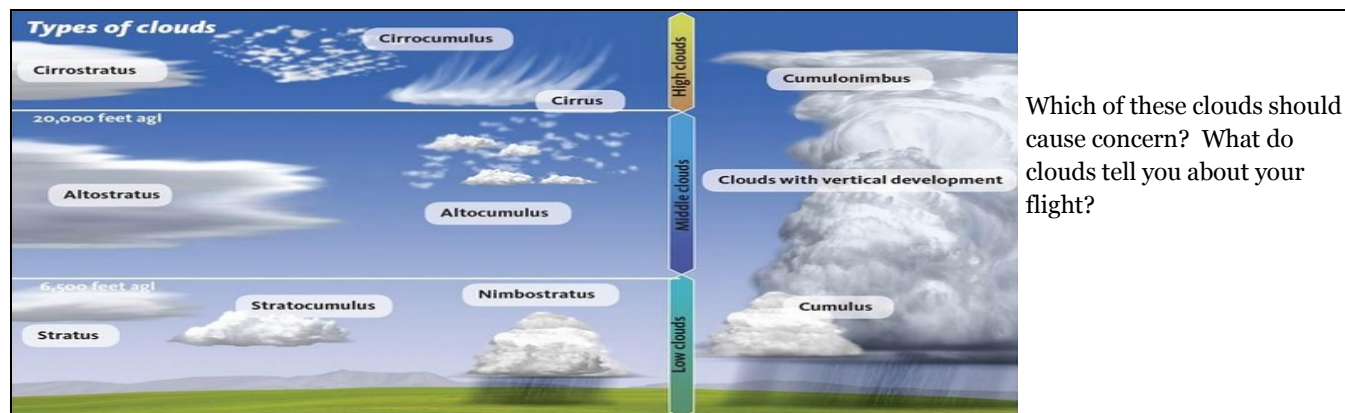 Types of clouds
Cirrocumulus
Cirrostratus
Cirrus
High clouds
20,000 feet agl
Altostratus
Altocumulus
Middle clouds
6,500 feet agl
Stratus
Stratocumulus
Nimbostratus
Low clouds
Cumulonimbus
Clouds with vertical development
Cumulus
Which of these clouds should
cause concern? What do
clouds tell you about your
flight?